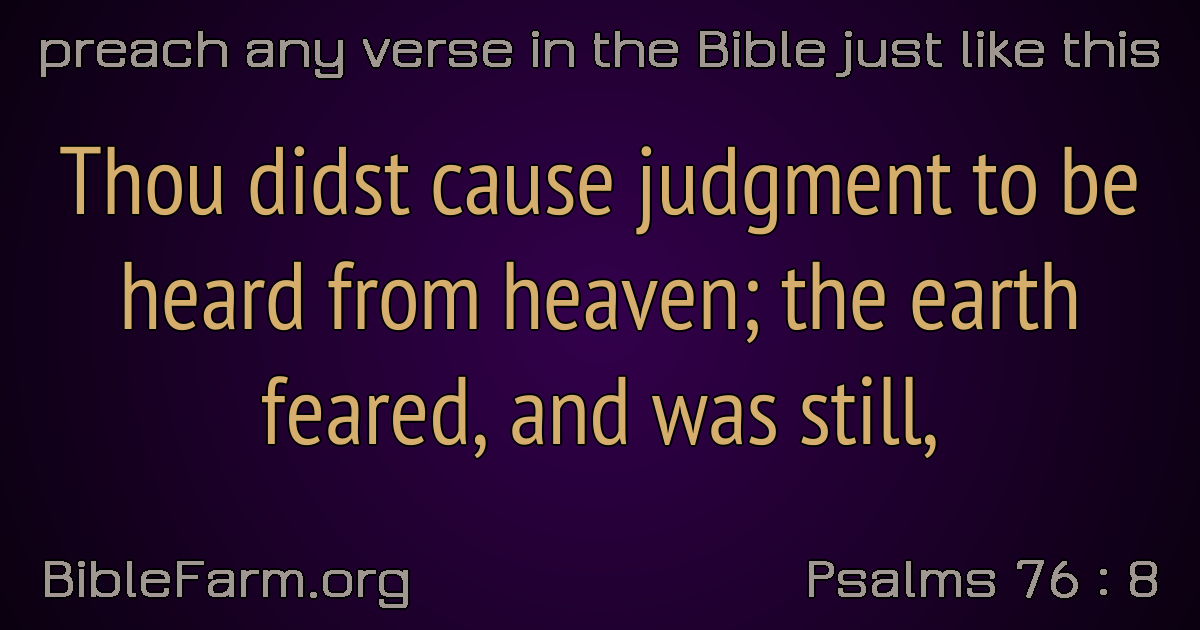 preach any verse in the Bible just like this
Thou didst cause judgment to be
heard from heaven; the earth
feared, and was still,
BibleFarm.org
Psalms 76 : 8